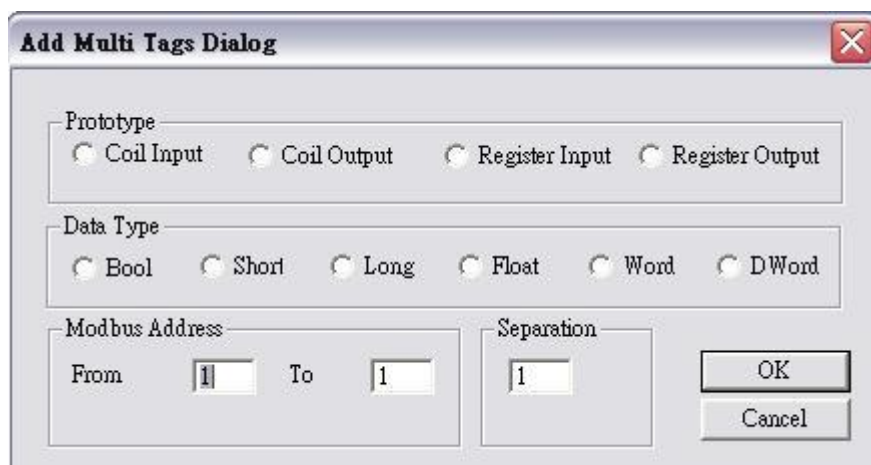 Add Multi Tags Dialog
Prototype
Coil Input Coil Output Register Input Register Output
Data Type
Bool Short Long Float Word DWord
Modbus Address
From 1 To 1
Separation
1
OK
Cancel